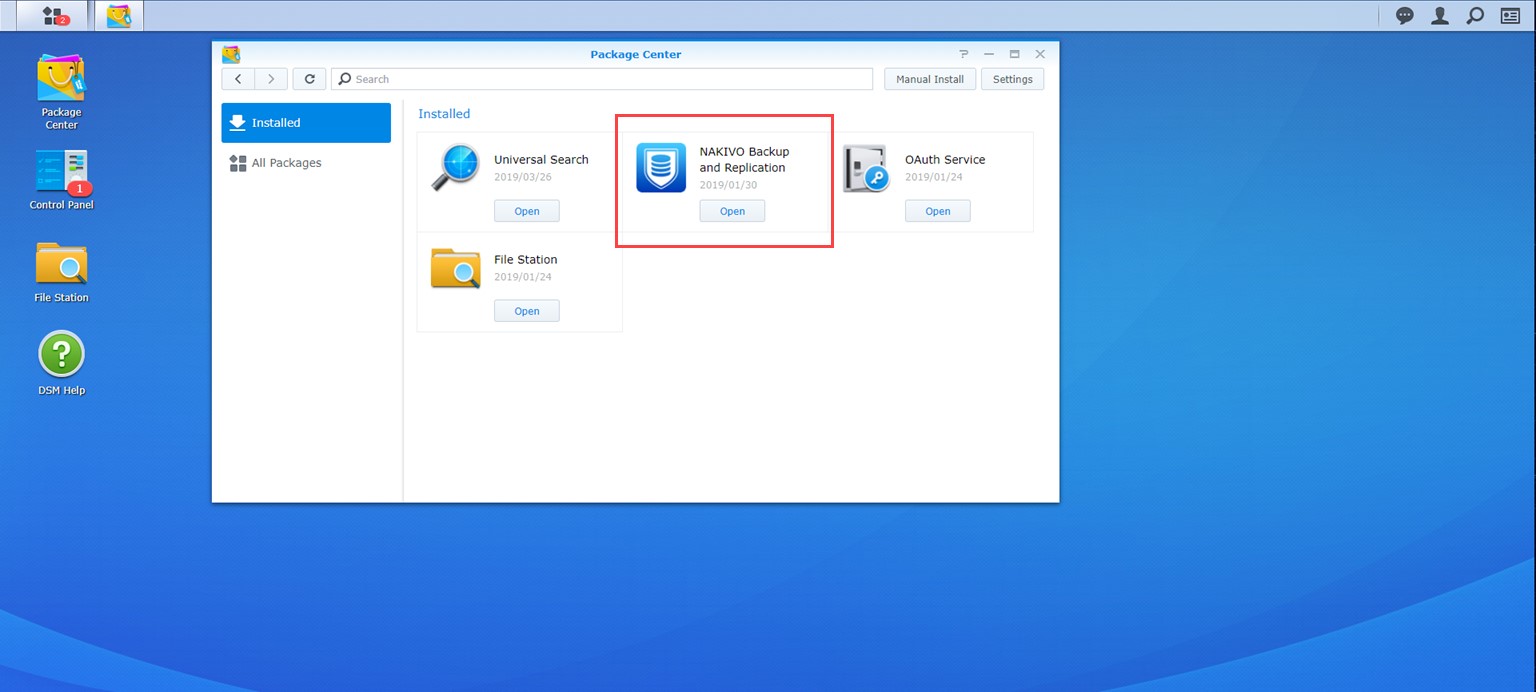 2
Package
Center
1
Control Panel
File Station
?
DSM Help
Package Center
?
Search
Manual Install
Settings
Installed
All Packages
Installed
Universal Search
2019/03/26
Open
NAKIVO Backup
and Replication
2019/01/30
Open
OAuth Service
2019/01/24
Open
File Station
2019/01/24
Open